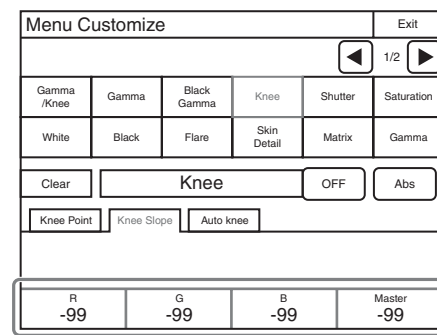 Menu Customize Exit
1/2
Gamma /Knee Gamma Black Gamma Knee Shutter Saturation
White Black Flare Skin Detail Matrix Gamma
Clear Knee OFF Abs
Knee Point Knee Slope Auto knee
R G B Master
-99 -99 -99 -99